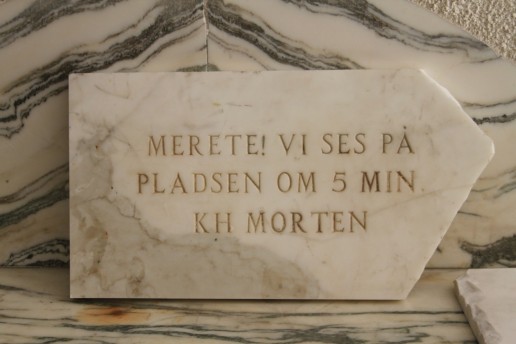 MERETE! VI SES PÅ
PLADSEN OM 5 MIN.
KH MORTEN